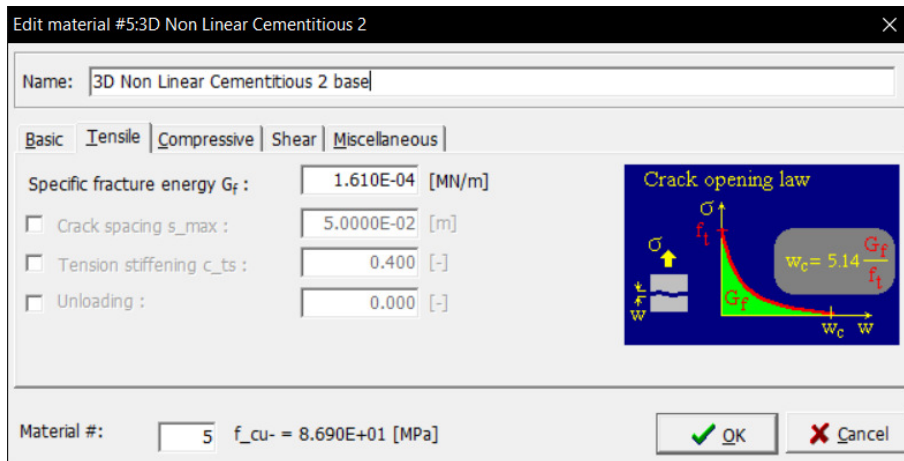 Edit material #5:3D Non Linear Cementitious 2
Name: 3D Non Linear Cementitious 2 base
Basic Tensile Compressive Shear Miscellaneous
Specific fracture energy Gf : 1.610E-04 [MN/m]
Crack spacing s_max : 5.0000E-02 [m]
Tension stiffening c_ts : 0.400 [-]
Unloading : 0.000 [-]
Crack opening law
σ
ft
σ
wc= 5.14 Gf/ft
Gf
w
wc w
Material #: 5 f_cu- = 8.690E+01 [MPa]
OK Cancel